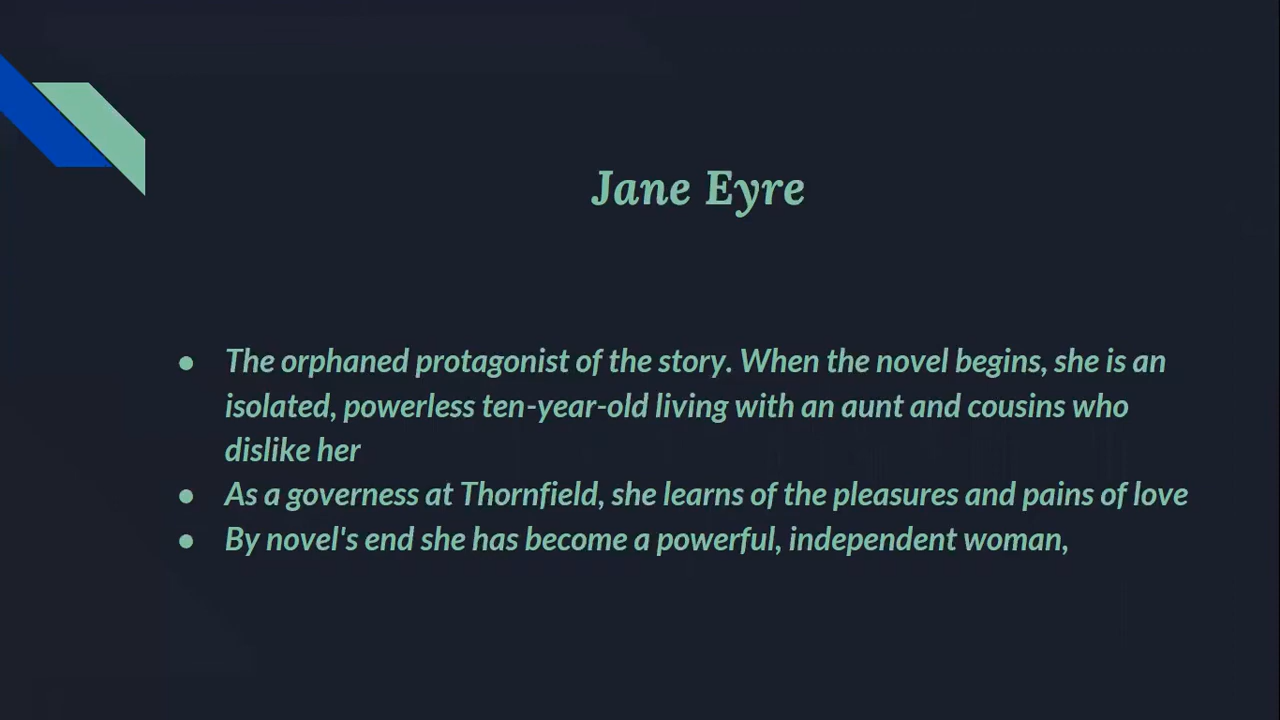 Jane Eyre
● The orphaned protagonist of the story. When the novel begins, she is an
isolated, powerless ten-year-old living with an aunt and cousins who
dislike her
● As a governess at Thornfield, she learns of the pleasures and pains of love
● By novel's end she has become a powerful, independent woman,